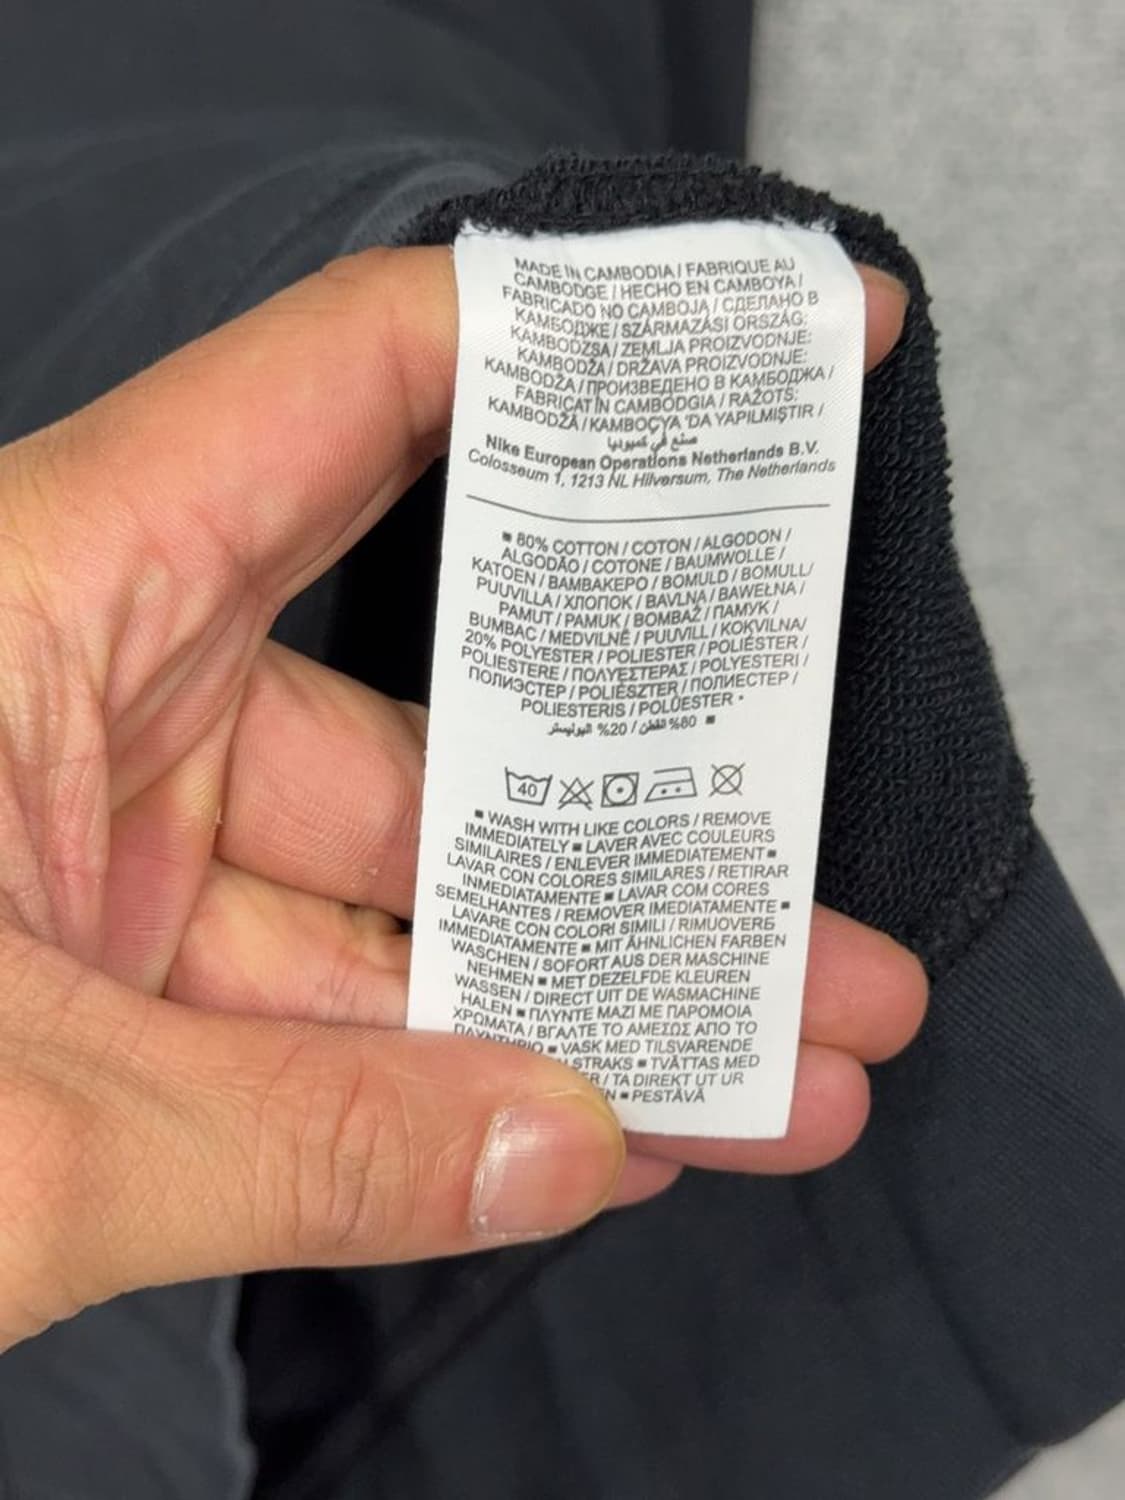 MADE IN CAMBODIA / FABRIQUE AU
CAMBODGE / HECHO EN CAMBOYA /
FABRICADO NO CAMBOJA / СДЕЛАНО В
КАМБОДЖЕ / SZÁRMAZÁSI ORSZÁG:
KAMBODZSA / ZEMLJA PROIZVODNJE:
KAMBODŽA / DRŽAVA PROIZVODNJE:
KAMBODŽA / ПРОИЗВЕДЕНО В КАМБОДЖА /
FABRICAT ÎN CAMBODGIA / RAŽOTS:
KAMBODŽĀ / KAMBOÇYA 'DA YAPILMIŞTIR /
صنع في كمبوديا
Nike European Operations Netherlands B.V.
Colosseum 1, 1213 NL Hilversum, The Netherlands
■ 80% COTTON / COTON / ALGODON /
ALGODÃO / COTONE / BAUMWOLLE /
KATOEN / BAMBAKEPO / BOMULD / BOMULL/
PUUVILLA / ХЛОПОК / BAVLNA / BAWEŁNA /
PAMUT / PAMUK / BOMBAŽ / ПАМУК /
BUMBAC / MEDVILNĖ / PUUVILL / KOKVILNA/
20% POLYESTER / POLIESTER / POLIÉSTER /
POLIESTERE / ΠΟΛΥΕΣΤΕΡΑΣ / POLYESTERI /
ПОЛИЭСТЕР / POLIÉSZTER / ПОЛИЕСТЕР /
POLIESTERIS / POLÜESTER
■ 80% القطن / 20% البوليستر
40
■ WASH WITH LIKE COLORS / REMOVE
IMMEDIATELY ■ LAVER AVEC COULEURS
SIMILAIRES / ENLEVER IMMEDIATEMENT ■
LAVAR CON COLORES SIMILARES / RETIRAR
INMEDIATAMENTE ■ LAVAR COM CORES
SEMELHANTES / REMOVER IMEDIATAMENTE ■
LAVARE CON COLORI SIMILI / RIMUOVERE
IMMEDIATAMENTE ■ MIT ÄHNLICHEN FARBEN
WASCHEN / SOFORT AUS DER MASCHINE
NEHMEN ■ MET DEZELFDE KLEUREN
WASSEN / DIRECT UIT DE WASMACHINE
HALEN ■ ΠΛΥΝΤΕ ΜΑΖΙ ΜΕ ΠΑΡΟΜΟΙΑ
ΧΡΩΜΑΤΑ / ΒΓΑΛΤΕ ΤΟ ΑΜΕΣΩΣ ΑΠΟ ΤΟ
ΠΛΥΝΤΗΡΙΟ ■ VASK MED TILSVARENDE
STRAKS ■ TVÄTTAS MED
/ TA DIREKT UT UR
■ PESTÄVÄ